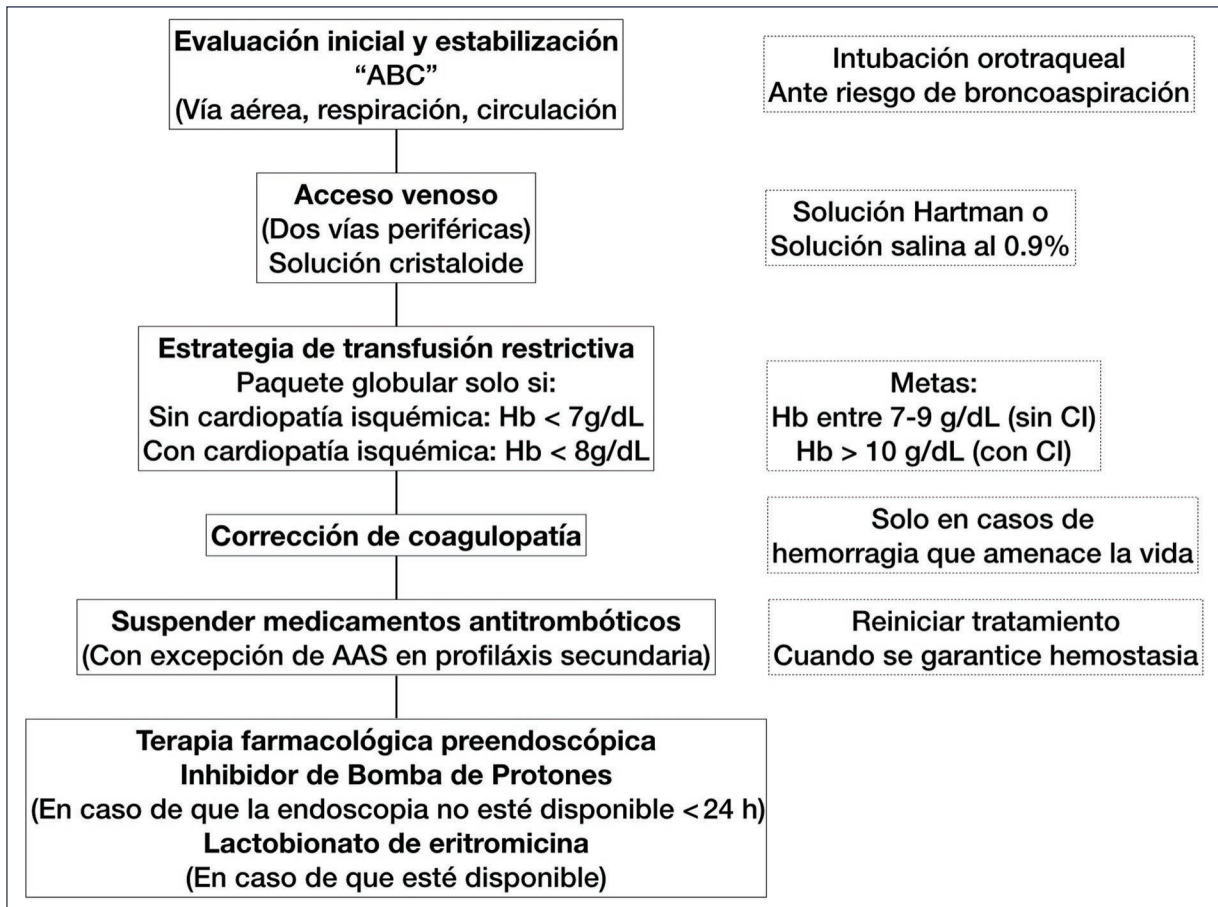 Evaluación inicial y estabilización
“ABC”
(Vía aérea, respiración, circulación
Intubación orotraqueal
Ante riesgo de broncoaspiración
Acceso venoso
(Dos vías periféricas)
Solución cristaloide
Solución Hartman o
Solución salina al 0.9%
Estrategia de transfusión restrictiva
Paquete globular solo si:
Sin cardiopatía isquémica: Hb < 7g/dL
Con cardiopatía isquémica: Hb < 8g/dL
Metas:
Hb entre 7-9 g/dL (sin CI)
Hb > 10 g/dL (con CI)
Corrección de coagulopatía
Solo en casos de
hemorragia que amenace la vida
Suspender medicamentos antitrombóticos
(Con excepción de AAS en profiláxis secundaria)
Reiniciar tratamiento
Cuando se garantice hemostasia
Terapia farmacológica preendoscópica
Inhibidor de Bomba de Protones
(En caso de que la endoscopia no esté disponible < 24 h)
Lactobionato de eritromicina
(En caso de que esté disponible)